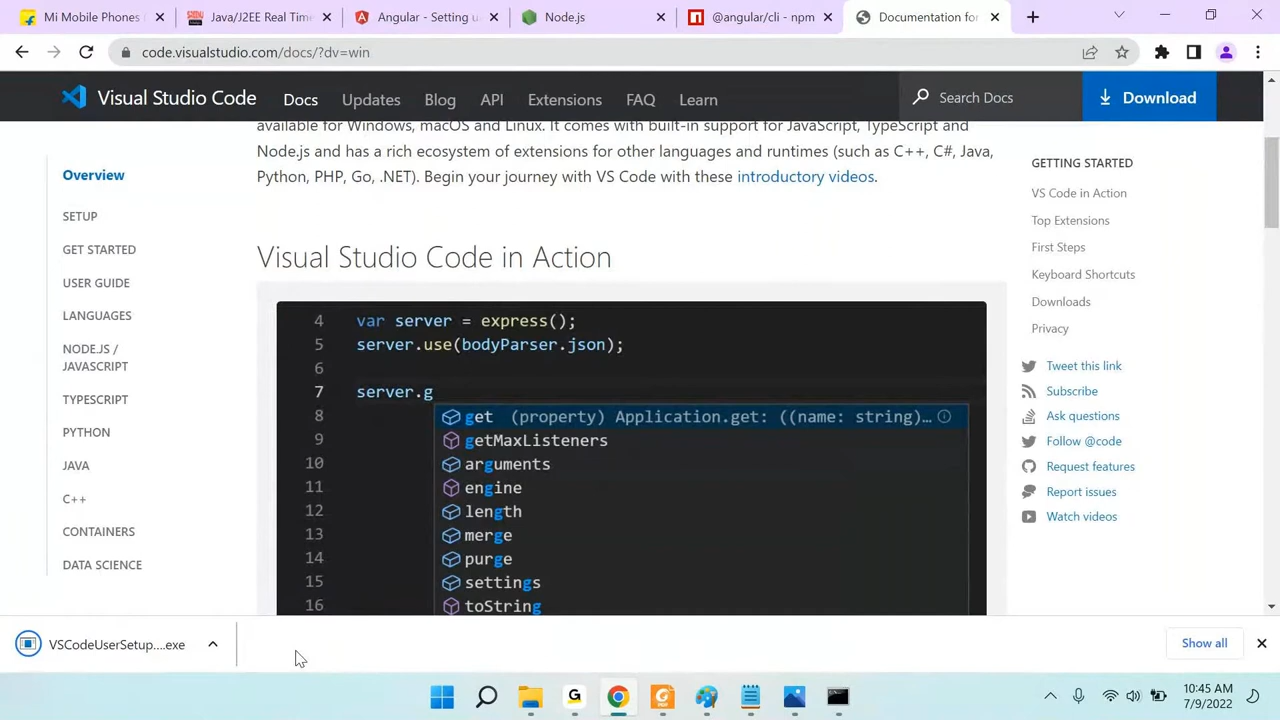 Mi Mobile Phones
Java/J2EE Real Time
Angular - Setting u
Node.js
@angular/cli - npm
Documentation for
code.visualstudio.com/docs/?dv=win
Visual Studio Code
Docs
Updates
Blog
API
Extensions
FAQ
Learn
Search Docs
Download
available for Windows, macOS and Linux. It comes with built-in support for JavaScript, TypeScript and
Node.js and has a rich ecosystem of extensions for other languages and runtimes (such as C++, C#, Java,
Python, PHP, Go, .NET). Begin your journey with VS Code with these introductory videos.
Overview
SETUP
GET STARTED
USER GUIDE
LANGUAGES
NODE.JS /
JAVASCRIPT
TYPESCRIPT
PYTHON
JAVA
C++
CONTAINERS
DATA SCIENCE
Visual Studio Code in Action
4 var server = express();
5 server.use(bodyParser.json);
6
7 server.g
8 get (property) Application.get: ((name: string)…
9 getMaxListeners
10 arguments
11 engine
12 length
13 merge
14 purge
15 settings
16 toString
GETTING STARTED
VS Code in Action
Top Extensions
First Steps
Keyboard Shortcuts
Downloads
Privacy
Tweet this link
Subscribe
Ask questions
Follow @code
Request features
Report issues
Watch videos
VSCodeUserSetup....exe
Show all
10:45 AM
7/9/2022